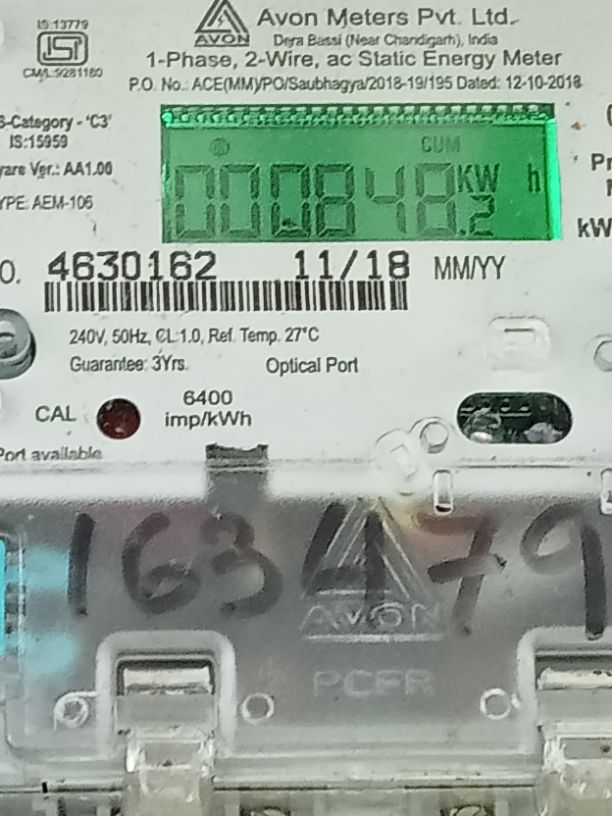 IS:13779
ISI
CM/L:9281180
AVON
Avon Meters Pvt. Ltd.
Dera Bassi (Near Chandigarh), India
1-Phase, 2-Wire, ac Static Energy Meter
P.O. No.: ACE(MM)/PO/Saubhagya/2018-19/195 Dated: 12-10-2018
S-Category - 'C3'
IS:15959
are Ver.: AA1.00
YPE: AEM-106
CUM
000848.2 KW h
Pr
kW
O. 4630162 11/18 MM/YY
240V, 50Hz, CL:1.0, Ref. Temp. 27°C
Guarantee: 3Yrs. Optical Port
CAL 6400
imp/kWh
Port available
163479
AVON